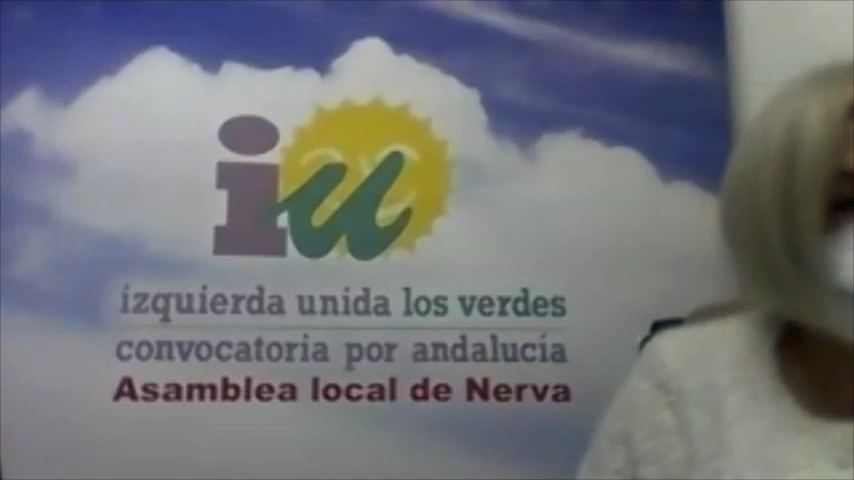 iu
izquierda unida los verdes
convocatoria por andalucía
Asamblea local de Nerva